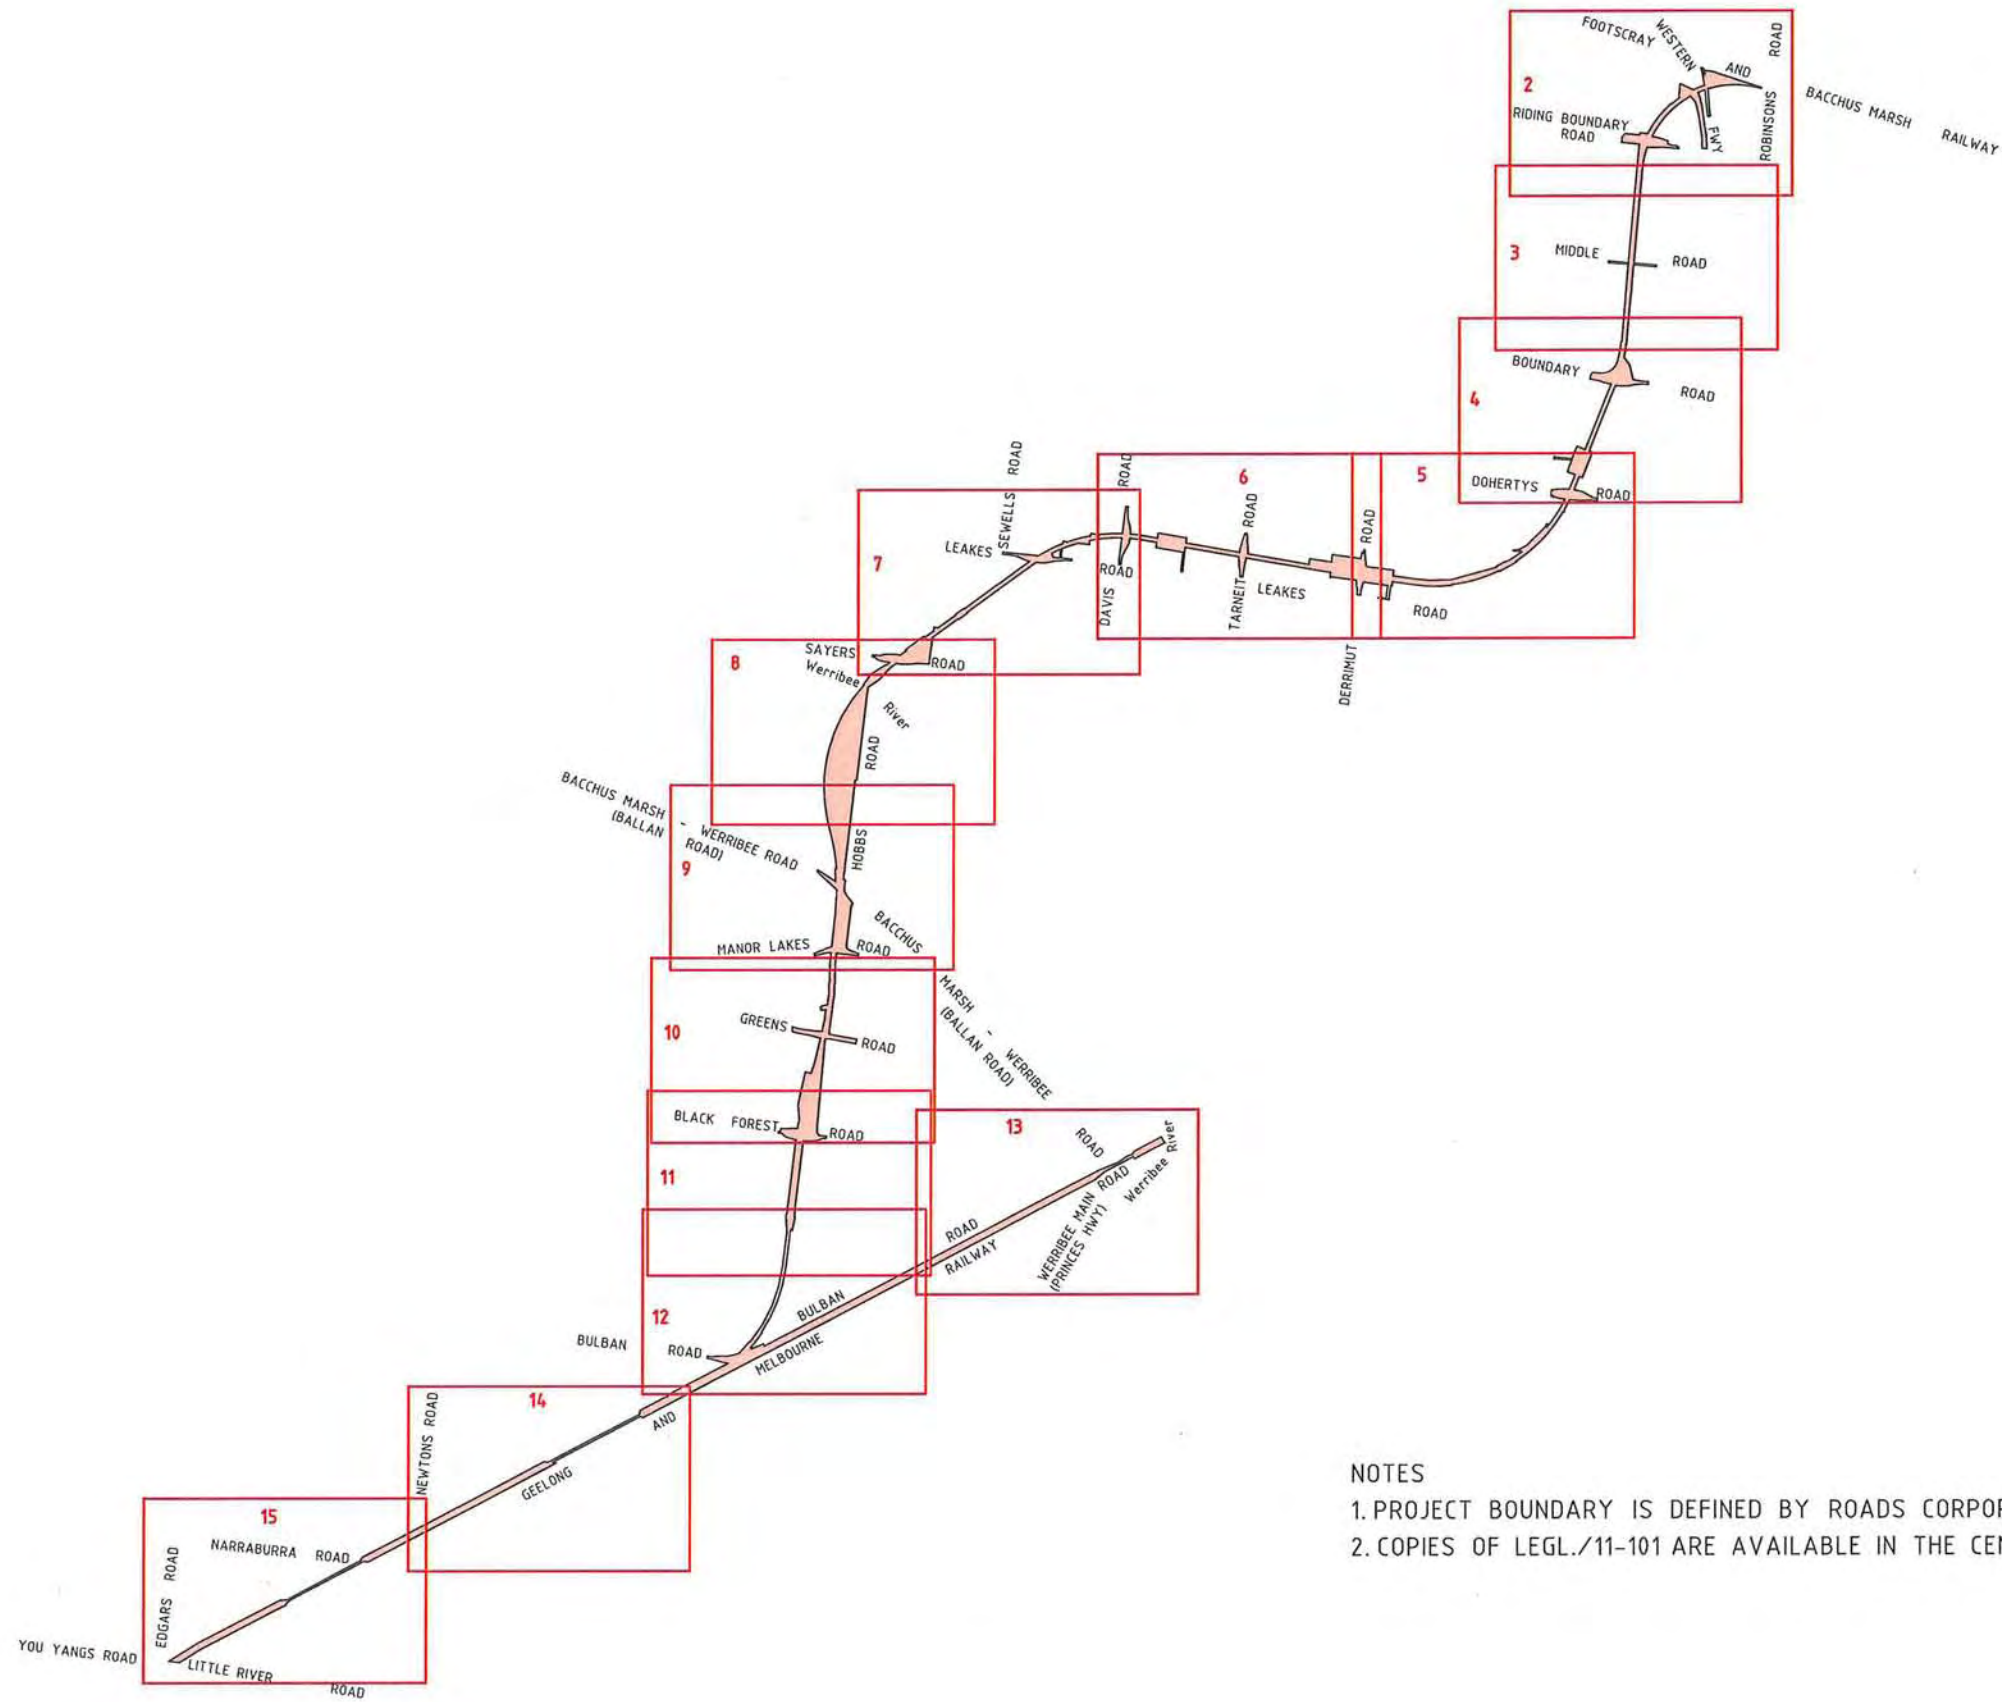 FOOTSCRAY
WESTERN
AND
ROAD
2
BACCHUS MARSH RAILWAY
RIDING BOUNDARY
ROAD
FWY
ROBINSONS
3
MIDDLE ROAD
BOUNDARY
ROAD
4
SEWELLS ROAD
ROAD
6
5
DOHERTYS ROAD
ROAD
ROAD
LEAKES
7
ROAD
DAVIS
TARNEIT
LEAKES
ROAD
SAYERS
ROAD
8
Werribee
River
DERRIMUT
ROAD
BACCHUS MARSH - WERRIBEE ROAD
(BALLAN ROAD)
HOBBS
9
BACCHUS
MANOR LAKES ROAD
MARSH - WERRIBEE
(BALLAN ROAD)
10
GREENS
ROAD
BLACK FOREST
ROAD
13
ROAD
River
11
ROAD
Werribee
WERRIBEE MAIN
(PRINCES HWY)
ROAD
RAILWAY
12
BULBAN
BULBAN ROAD
MELBOURNE
14
NEWTONS ROAD
AND
GEELONG
NOTES
1. PROJECT BOUNDARY IS DEFINED BY ROADS CORPOR
2. COPIES OF LEGL./11-101 ARE AVAILABLE IN THE CEN
15
NARRABURRA ROAD
EDGARS ROAD
YOU YANGS ROAD
LITTLE RIVER
ROAD